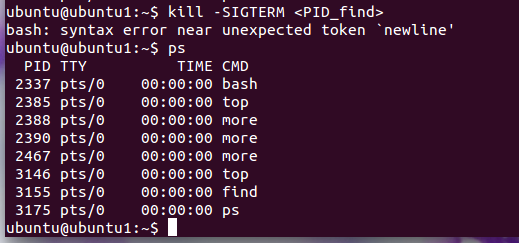 ubuntu@ubuntu1:~$ kill -SIGTERM <PID_find>
bash: syntax error near unexpected token `newline'
ubuntu@ubuntu1:~$ ps
  PID TTY          TIME CMD
 2337 pts/0    00:00:00 bash
 2385 pts/0    00:00:00 top
 2388 pts/0    00:00:00 more
 2390 pts/0    00:00:00 more
 2467 pts/0    00:00:00 more
 3146 pts/0    00:00:00 top
 3155 pts/0    00:00:00 find
 3175 pts/0    00:00:00 ps
ubuntu@ubuntu1:~$